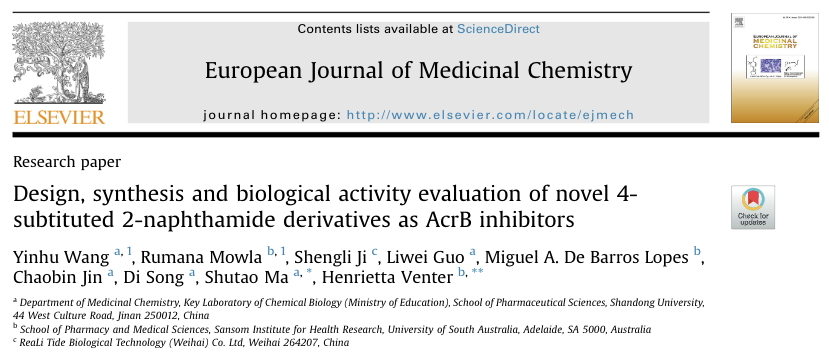 Contents lists available at ScienceDirect
European Journal of Medicinal Chemistry
journal homepage: http://www.elsevier.com/locate/ejmech
ELSEVIER
EUROPEAN JOURNAL OF
MEDICINAL
CHEMISTRY
Research paper
Design, synthesis and biological activity evaluation of novel 4-
subtituted 2-naphthamide derivatives as AcrB inhibitors
Check for
updates
Yinhu Wang a, 1, Rumana Mowla b, 1, Shengli Ji c, Liwei Guo a, Miguel A. De Barros Lopes b,
Chaobin Jin a, Di Song a, Shutao Ma a, *, Henrietta Venter b, **
a Department of Medicinal Chemistry, Key Laboratory of Chemical Biology (Ministry of Education), School of Pharmaceutical Sciences, Shandong University,
44 West Culture Road, Jinan 250012, China
b School of Pharmacy and Medical Sciences, Sansom Institute for Health Research, University of South Australia, Adelaide, SA 5000, Australia
c ReaLi Tide Biological Technology (Weihai) Co. Ltd, Weihai 264207, China